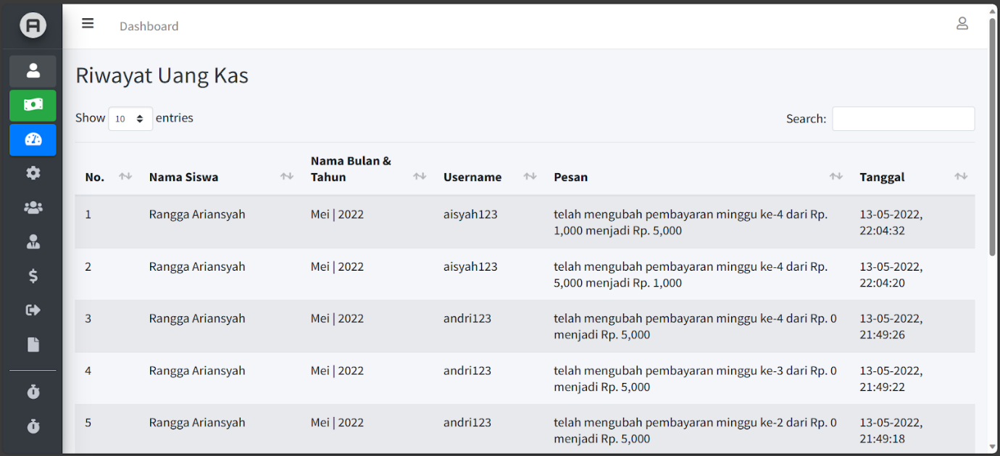 A
Dashboard
Riwayat Uang Kas
Show 10 entries
Search:
No. Nama Siswa Nama Bulan & Tahun Username Pesan Tanggal
1 Rangga Ariansyah Mei | 2022 aisyah123 telah mengubah pembayaran minggu ke-4 dari Rp. 13-05-2022,
1,000 menjadi Rp. 5,000 22:04:32
2 Rangga Ariansyah Mei | 2022 aisyah123 telah mengubah pembayaran minggu ke-4 dari Rp. 13-05-2022,
5,000 menjadi Rp. 1,000 22:04:20
3 Rangga Ariansyah Mei | 2022 andri123 telah mengubah pembayaran minggu ke-4 dari Rp. 0 13-05-2022,
menjadi Rp. 5,000 21:49:26
4 Rangga Ariansyah Mei | 2022 andri123 telah mengubah pembayaran minggu ke-3 dari Rp. 0 13-05-2022,
menjadi Rp. 5,000 21:49:22
5 Rangga Ariansyah Mei | 2022 andri123 telah mengubah pembayaran minggu ke-2 dari Rp. 0 13-05-2022,
menjadi Rp. 5,000 21:49:18